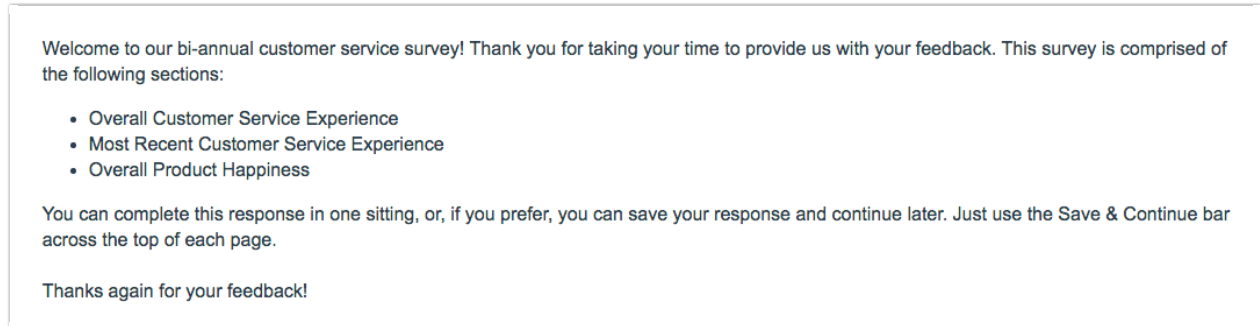 Welcome to our bi-annual customer service survey! Thank you for taking your time to provide us with your feedback. This survey is comprised of
the following sections:
• Overall Customer Service Experience
• Most Recent Customer Service Experience
• Overall Product Happiness
You can complete this response in one sitting, or, if you prefer, you can save your response and continue later. Just use the Save & Continue bar
across the top of each page.
Thanks again for your feedback!